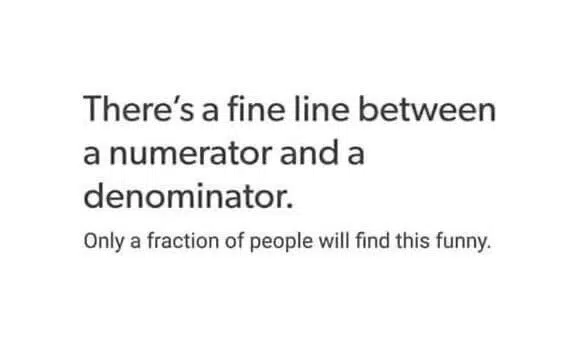 There's a fine line between
a numerator and a
denominator.
Only a fraction of people will find this funny.